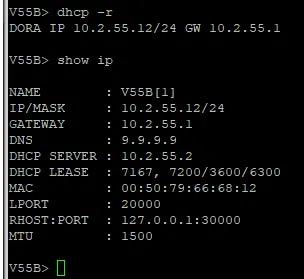 V55B> dhcp -r
DORA IP 10.2.55.12/24 GW 10.2.55.1
V55B> show ip
NAME        : V55B[1]
IP/MASK     : 10.2.55.12/24
GATEWAY     : 10.2.55.1
DNS         : 9.9.9.9
DHCP SERVER : 10.2.55.2
DHCP LEASE  : 7167, 7200/3600/6300
MAC         : 00:50:79:66:68:12
LPORT       : 20000
RHOST:PORT  : 127.0.0.1:30000
MTU         : 1500
V55B>